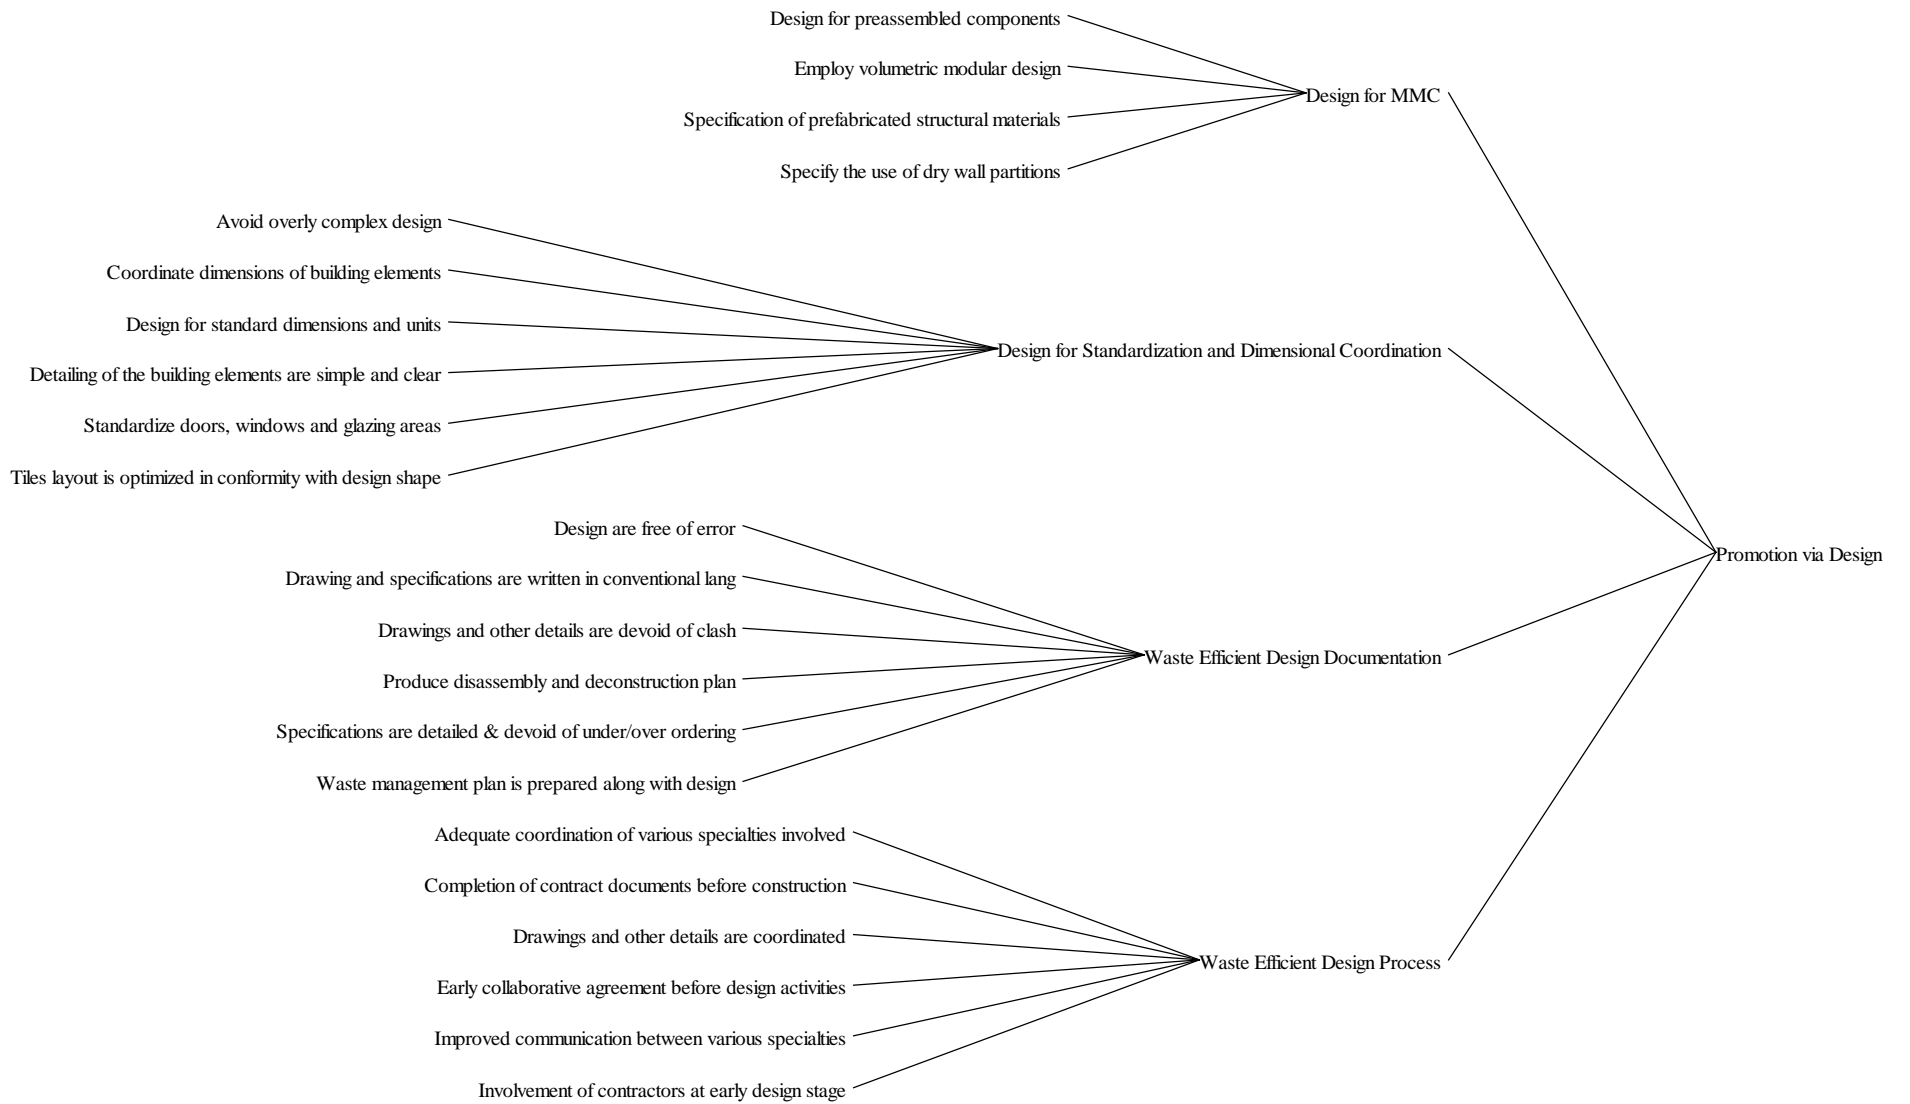 Design for preassembled components
Employ volumetric modular design
Design for MMC
Specification of prefabricated structural materials
Specify the use of dry wall partitions
Avoid overly complex design
Coordinate dimensions of building elements
Design for standard dimensions and units
Design for Standardization and Dimensional Coordination
Detailing of the building elements are simple and clear
Standardize doors, windows and glazing areas
Tiles layout is optimized in conformity with design shape
Design are free of error
Promotion via Design
Drawing and specifications are written in conventional lang
Drawings and other details are devoid of clash
Waste Efficient Design Documentation
Produce disassembly and deconstruction plan
Specifications are detailed & devoid of under/over ordering
Waste management plan is prepared along with design
Adequate coordination of various specialties involved
Completion of contract documents before construction
Drawings and other details are coordinated
Waste Efficient Design Process
Early collaborative agreement before design activities
Improved communication between various specialties
Involvement of contractors at early design stage